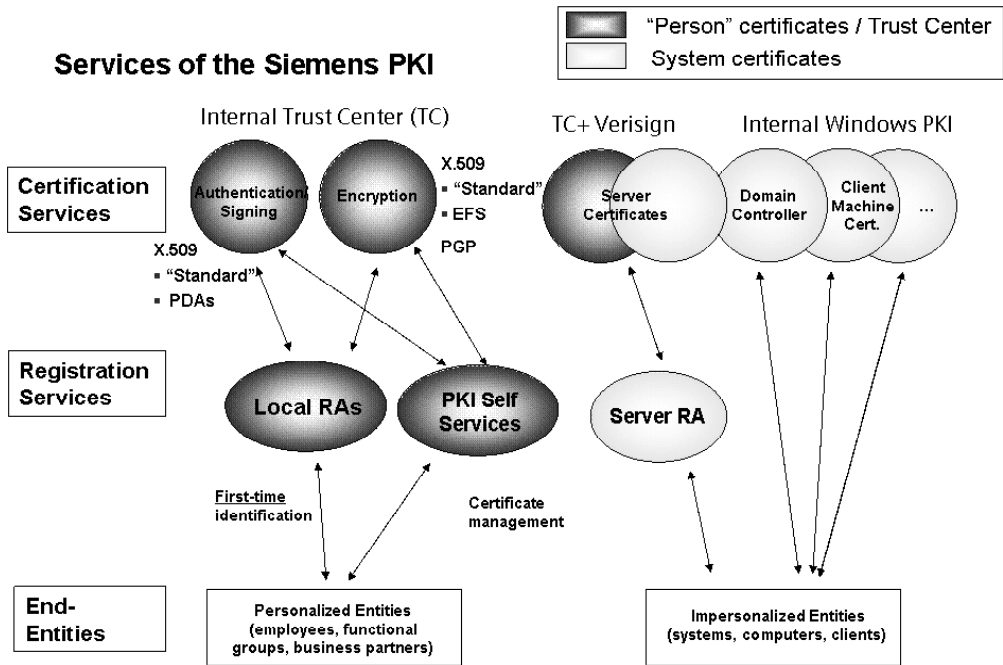 "Person" certificates / Trust Center
System certificates
Services of the Siemens PKI
Internal Trust Center (TC)
TC+ Verisign
Internal Windows PKI
Certification
Services
Authentication/
Signing
Encryption
X.509
▪ "Standard"
▪ EFS
PGP
Server
Certificates
Domain
Controller
Client
Machine
Cert.
...
X.509
▪ "Standard"
▪ PDAs
Registration
Services
Local RAs
PKI Self
Services
Server RA
First-time
identification
Certificate
management
End-
Entities
Personalized Entities
(employees, functional
groups, business partners)
Impersonalized Entities
(systems, computers, clients)